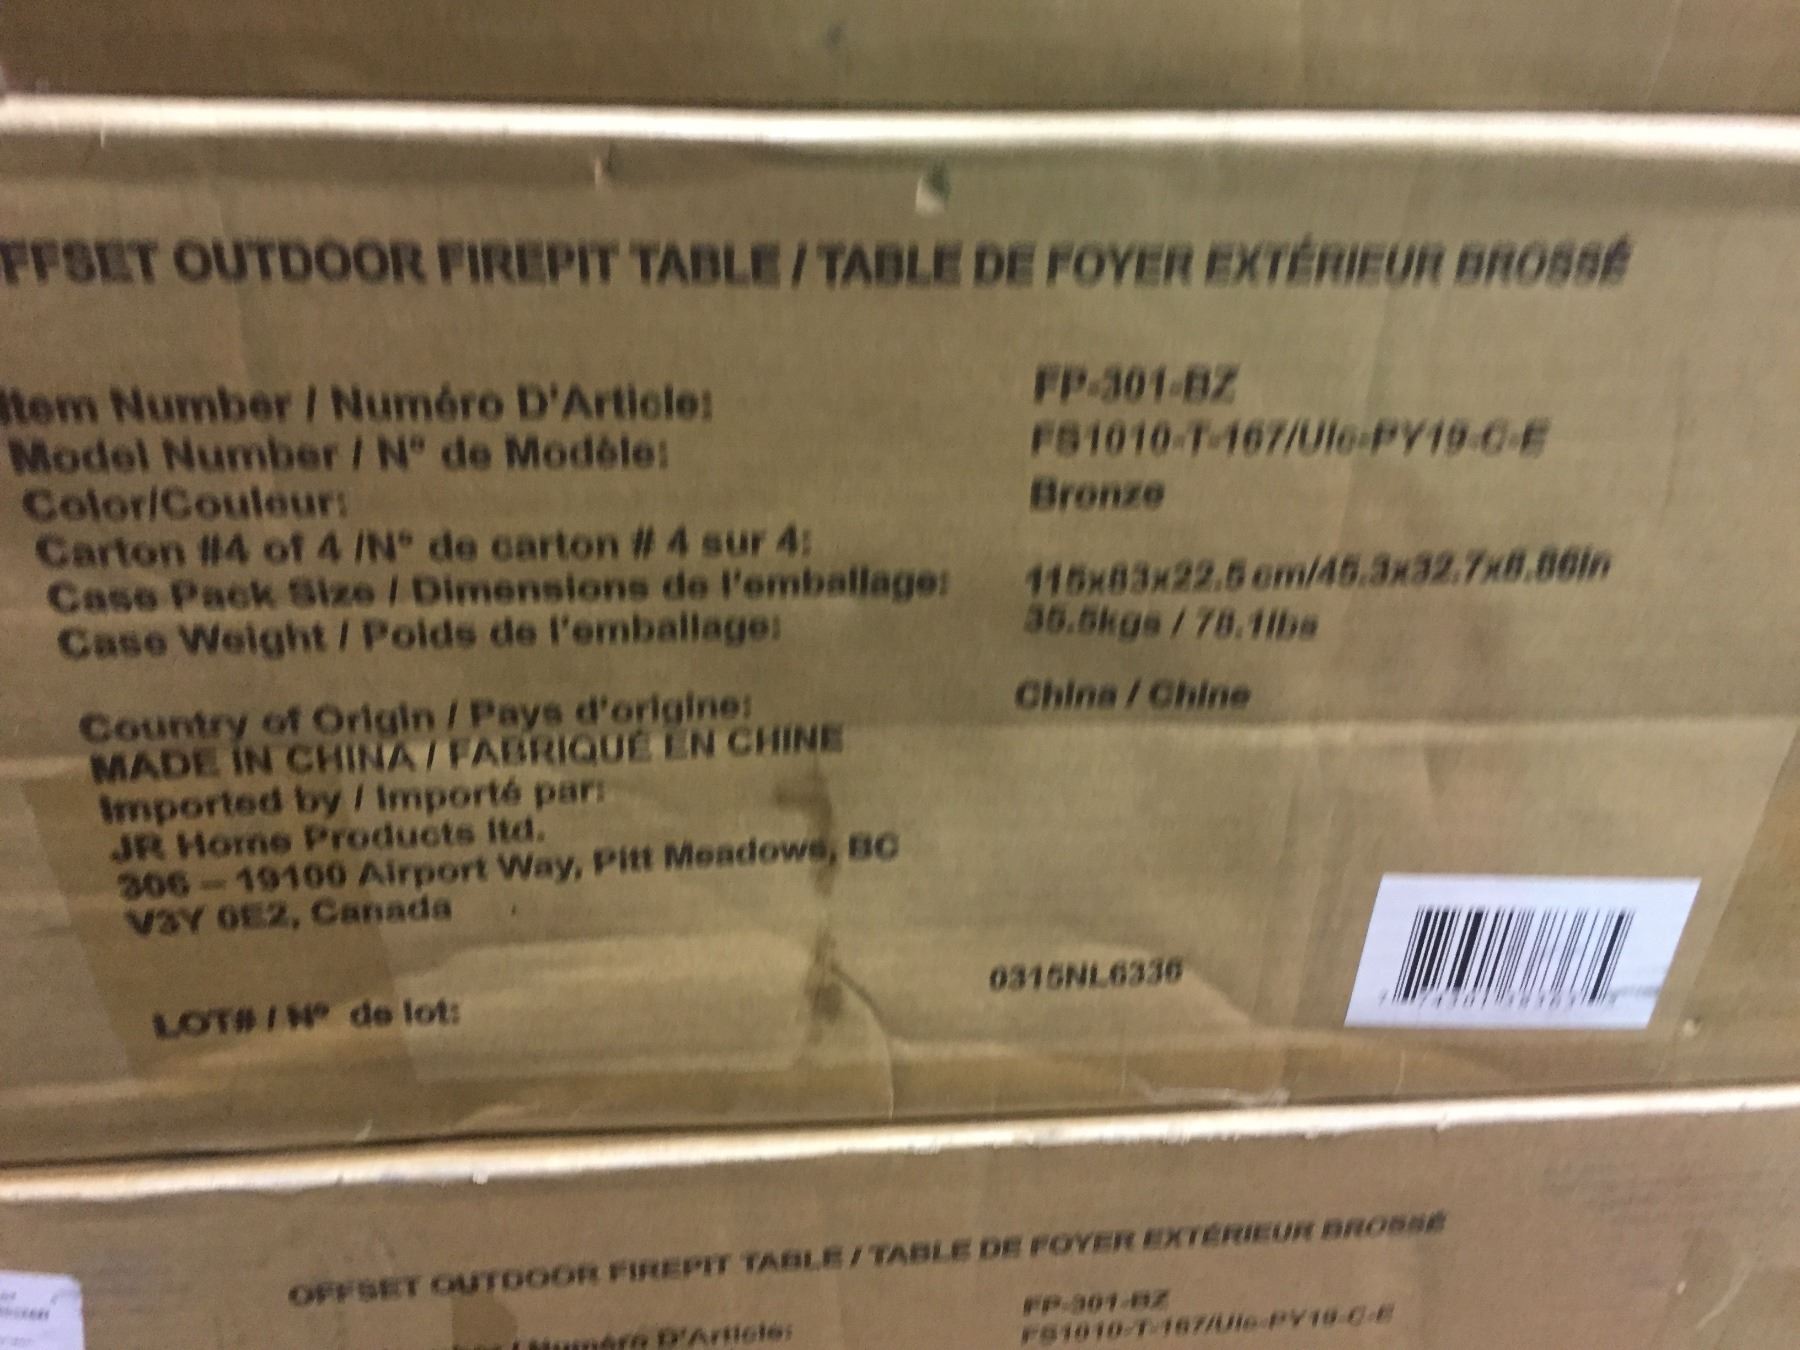 FFSET OUTDOOR FIREPIT TABLE / TABLE DE FOYER EXTÉRIEUR BROSSÉ
Item Number / Numéro D'Article: FP-301-BZ
Model Number / N° de Modèle: FS1010-T-167/Ulc-PY19-C-E
Color/Couleur: Bronze
Carton #4 of 4 /N° de carton # 4 sur 4:
Case Pack Size / Dimensions de l'emballage: 115x83x22.5 cm/45.3x32.7x8.86in
Case Weight / Poids de l'emballage: 35.5kgs / 78.1lbs
Country of Origin / Pays d'origine: China / Chine
MADE IN CHINA / FABRIQUÉ EN CHINE
Imported by / Importé par:
JR Home Products ltd.
306 – 19100 Airport Way, Pitt Meadows, BC
V3Y 0E2, Canada
LOT# / N° de lot: 0315NL6336
OFFSET OUTDOOR FIREPIT TABLE / TABLE DE FOYER EXTÉRIEUR BROSSÉ
FP-301-BZ
/ Numéro D'Article:
FS1010-T-167/Ulc-PY19-C-E